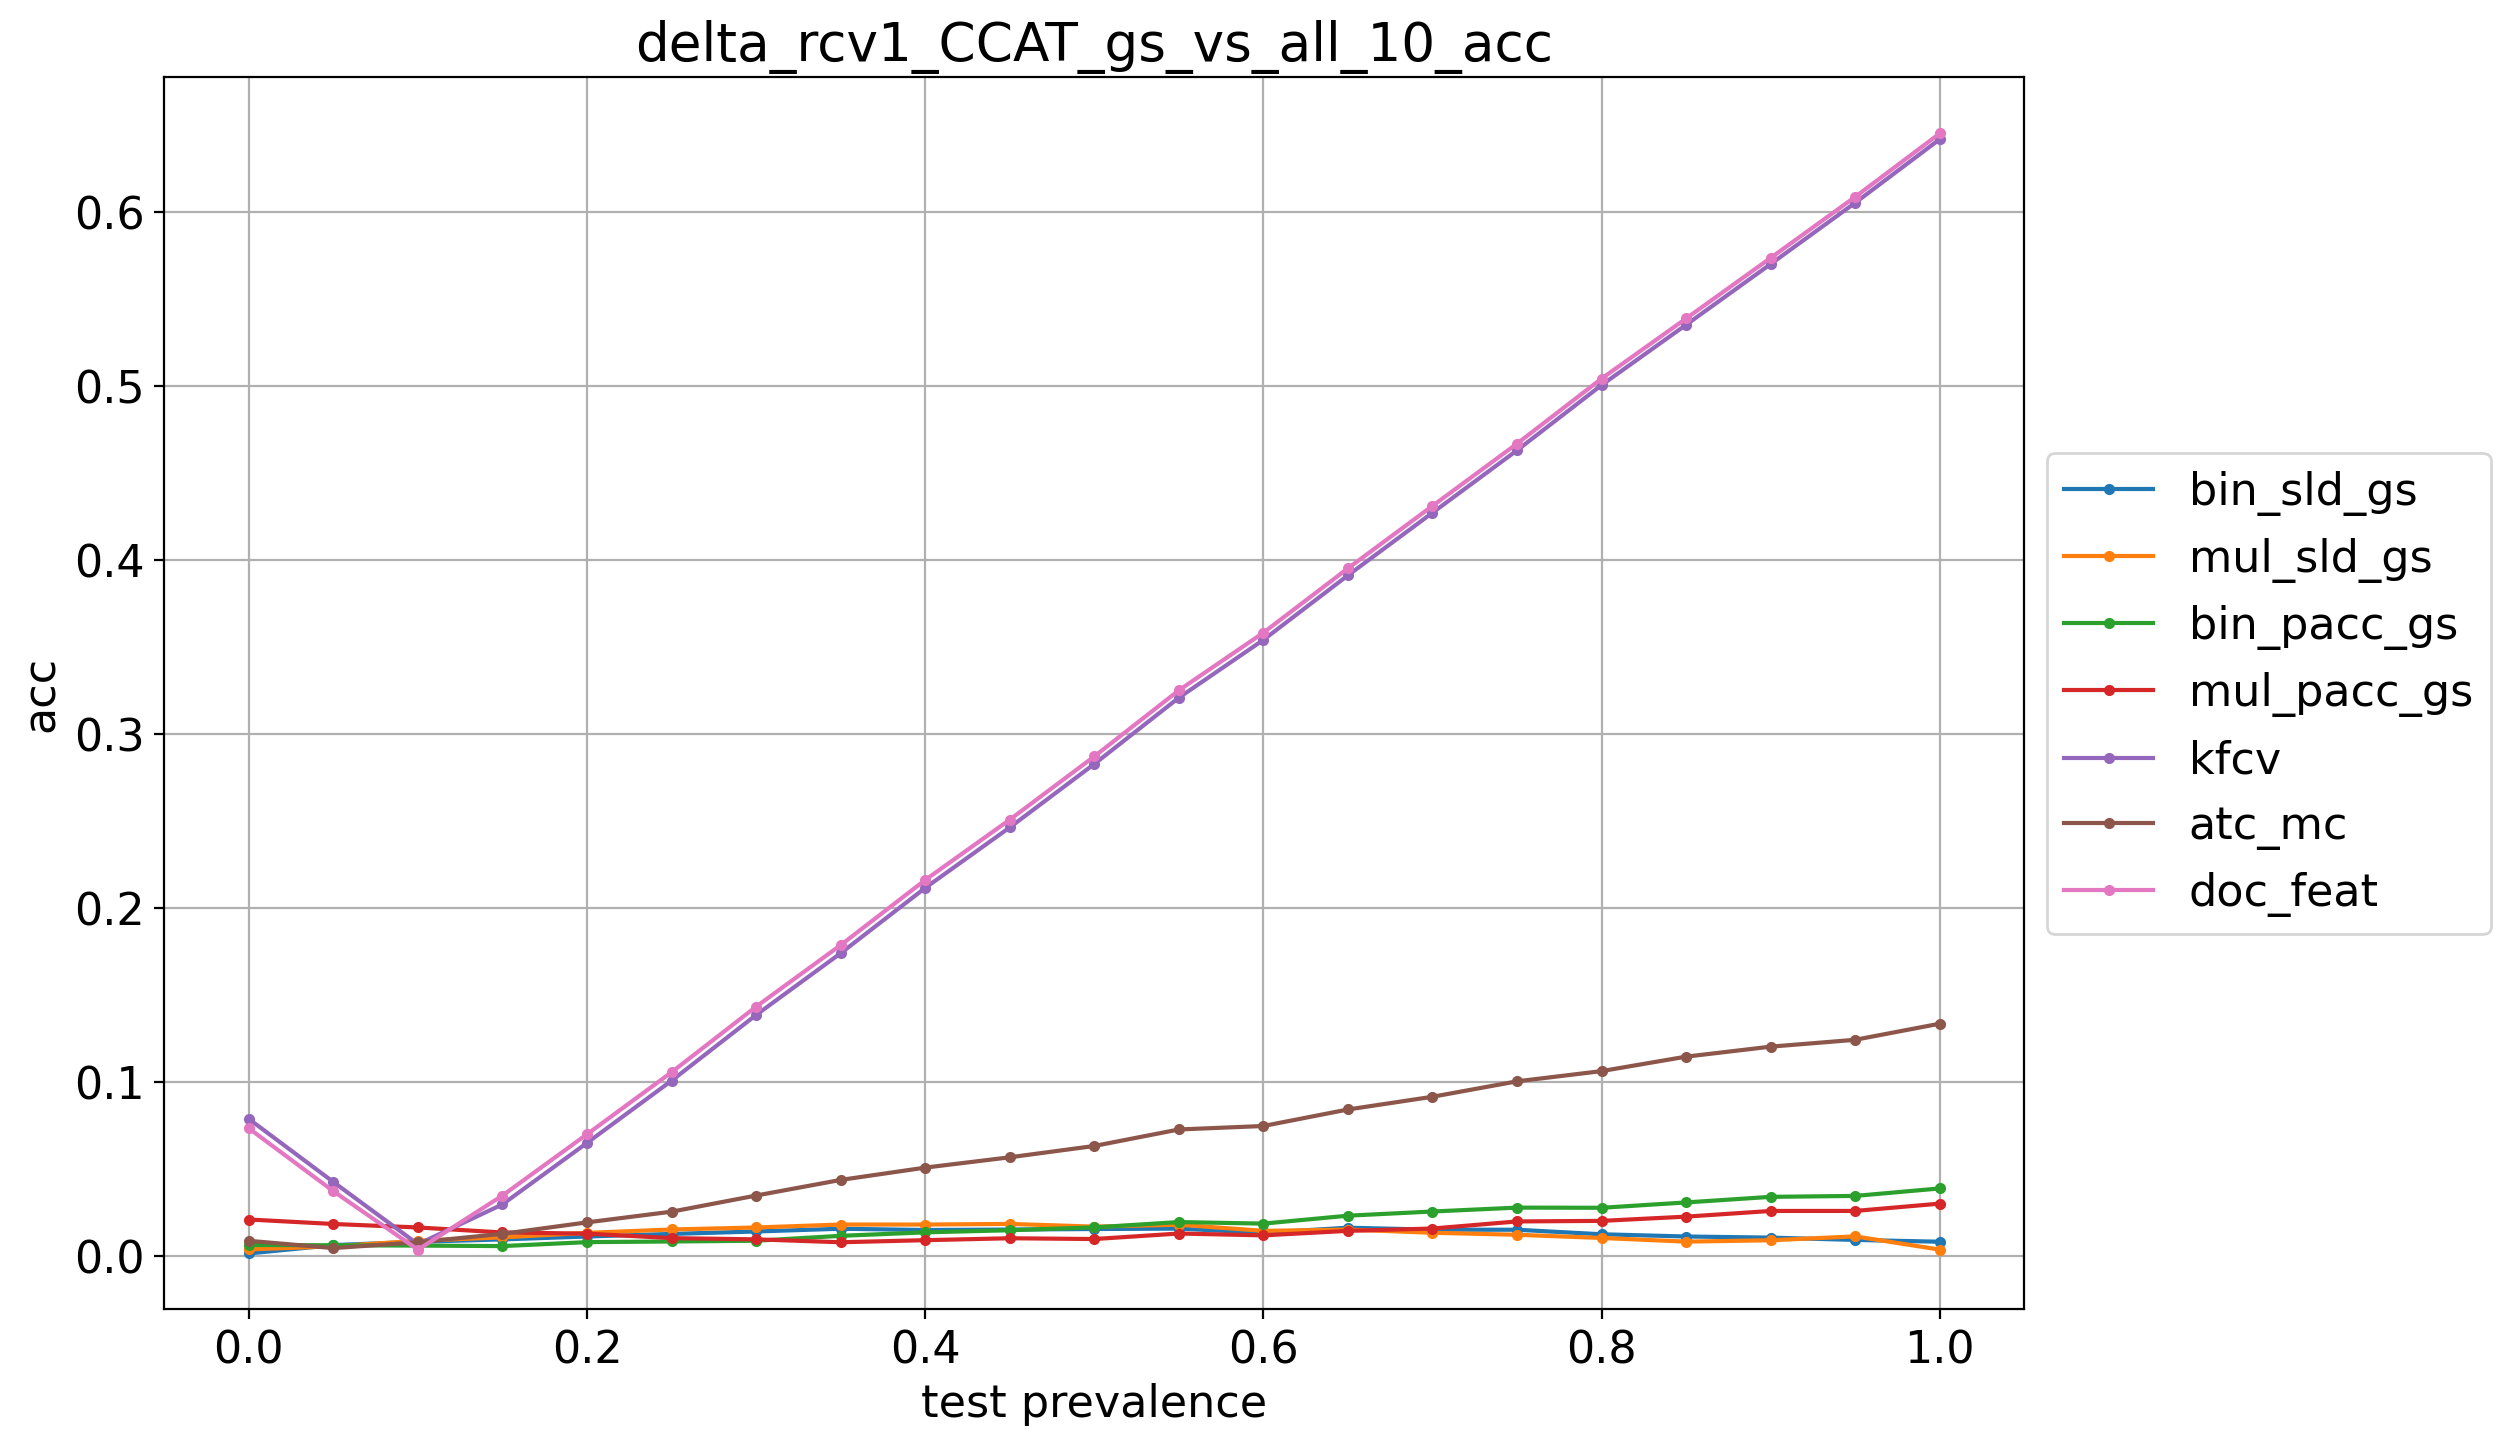 delta_rcv1_CCAT_gs_vs_all_10_acc
acc
0.6
0.5
0.4
0.3
0.2
0.1
0.0
0.0 0.2 0.4 0.6 0.8 1.0
test prevalence
bin_sld_gs
mul_sld_gs
bin_pacc_gs
mul_pacc_gs
kfcv
atc_mc
doc_feat